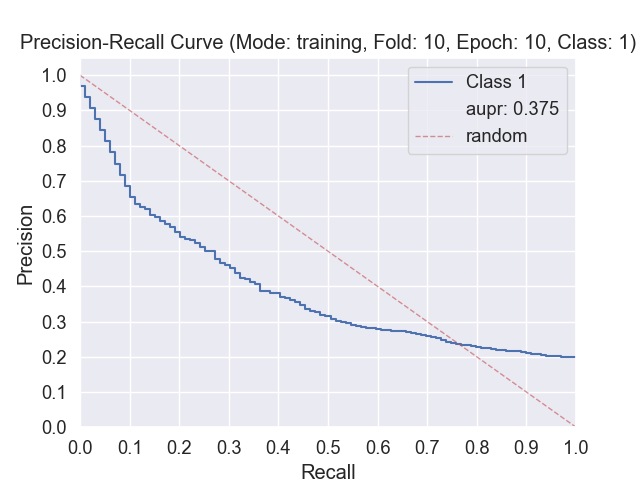 Precision-Recall Curve (Mode: training, Fold: 10, Epoch: 10, Class: 1)
Class 1
aupr: 0.375
random
Precision
1.0
0.9
0.8
0.7
0.6
0.5
0.4
0.3
0.2
0.1
0.0
0.0 0.1 0.2 0.3 0.4 0.5 0.6 0.7 0.8 0.9 1.0
Recall